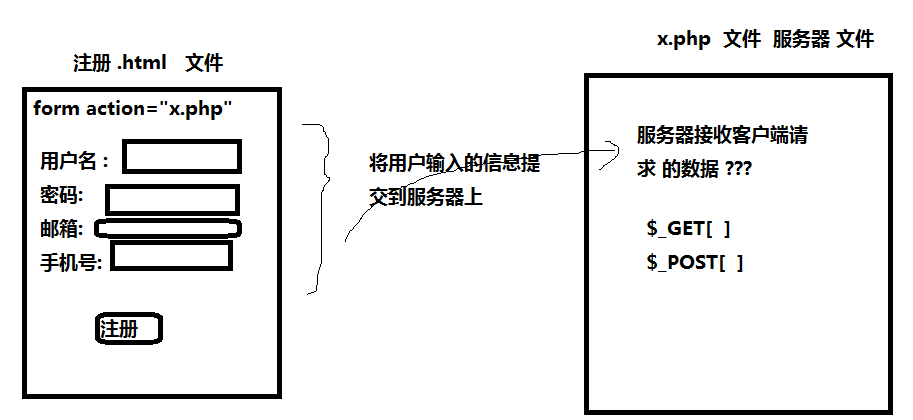 注册 .html 文件
form action="x.php"
用户名：
密码:
邮箱:
手机号:
注册
将用户输入的信息提
交到服务器上
x.php 文件 服务器 文件
服务器接收客户端请
求 的数据 ???
$_GET[ ]
$_POST[ ]